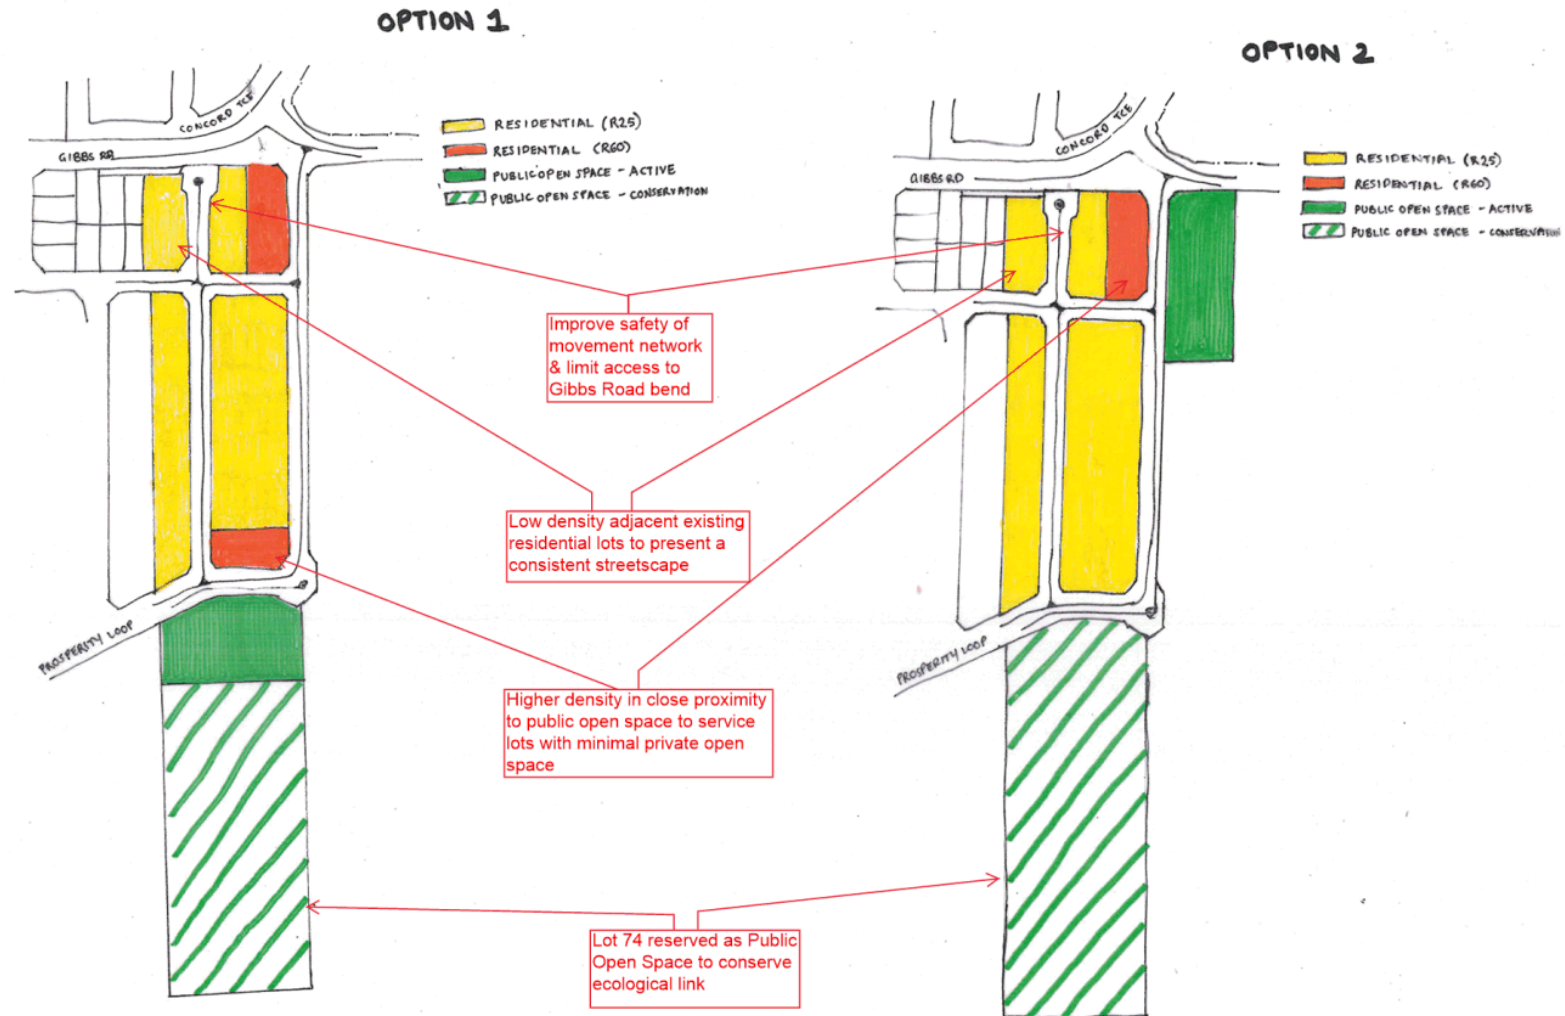 OPTION 1
OPTION 2
CONCORD TCE
GIBBS RD
RESIDENTIAL (R25)
RESIDENTIAL (R60)
PUBLIC OPEN SPACE - ACTIVE
PUBLIC OPEN SPACE - CONSERVATION
CONCORD TCE
GIBBS RD
RESIDENTIAL (R25)
RESIDENTIAL (R60)
PUBLIC OPEN SPACE - ACTIVE
PUBLIC OPEN SPACE - CONSERVATION
Improve safety of
movement network
& limit access to
Gibbs Road bend
Low density adjacent existing
residential lots to present a
consistent streetscape
PROSPERITY LOOP
PROSPERITY LOOP
Higher density in close proximity
to public open space to service
lots with minimal private open
space
Lot 74 reserved as Public
Open Space to conserve
ecological link